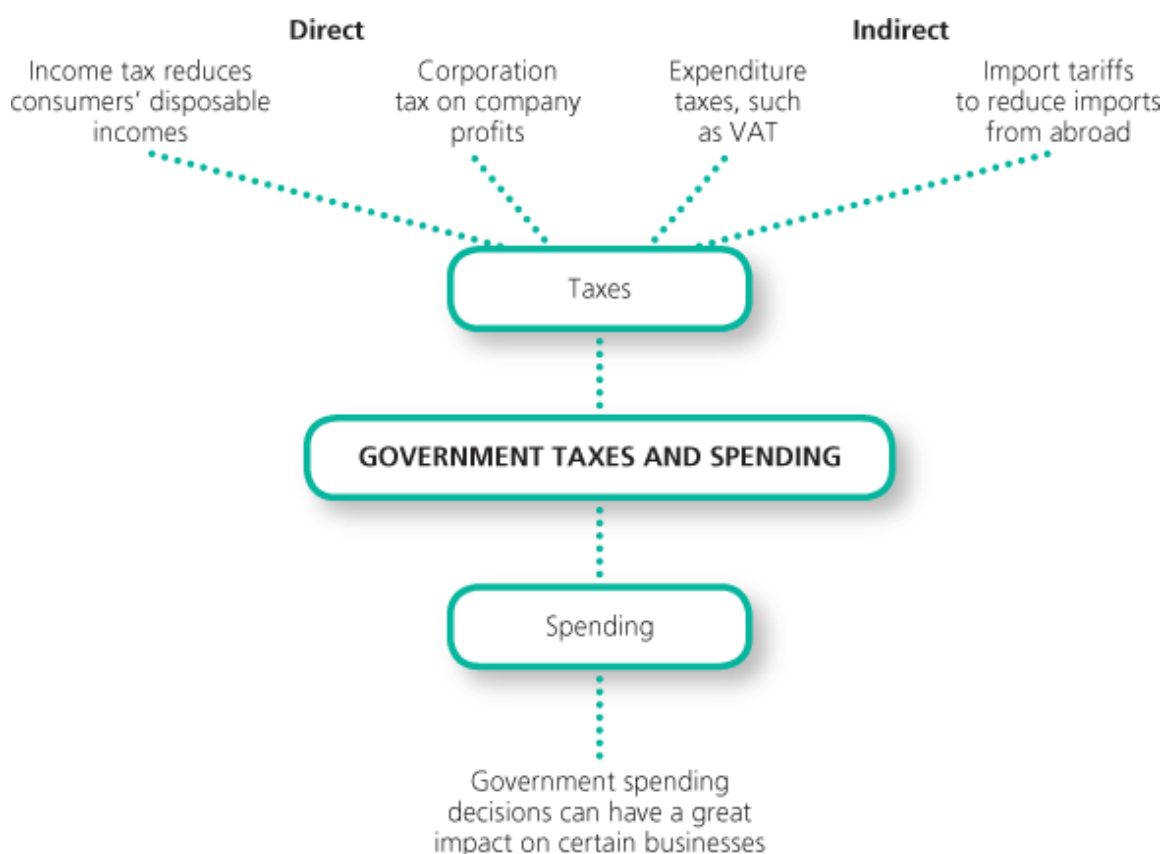 Direct
Indirect
Income tax reduces
consumers’ disposable
incomes
Corporation
tax on company
profits
Expenditure
taxes, such
as VAT
Import tariffs
to reduce imports
from abroad
Taxes
GOVERNMENT TAXES AND SPENDING
Spending
Government spending
decisions can have a great
impact on certain businesses